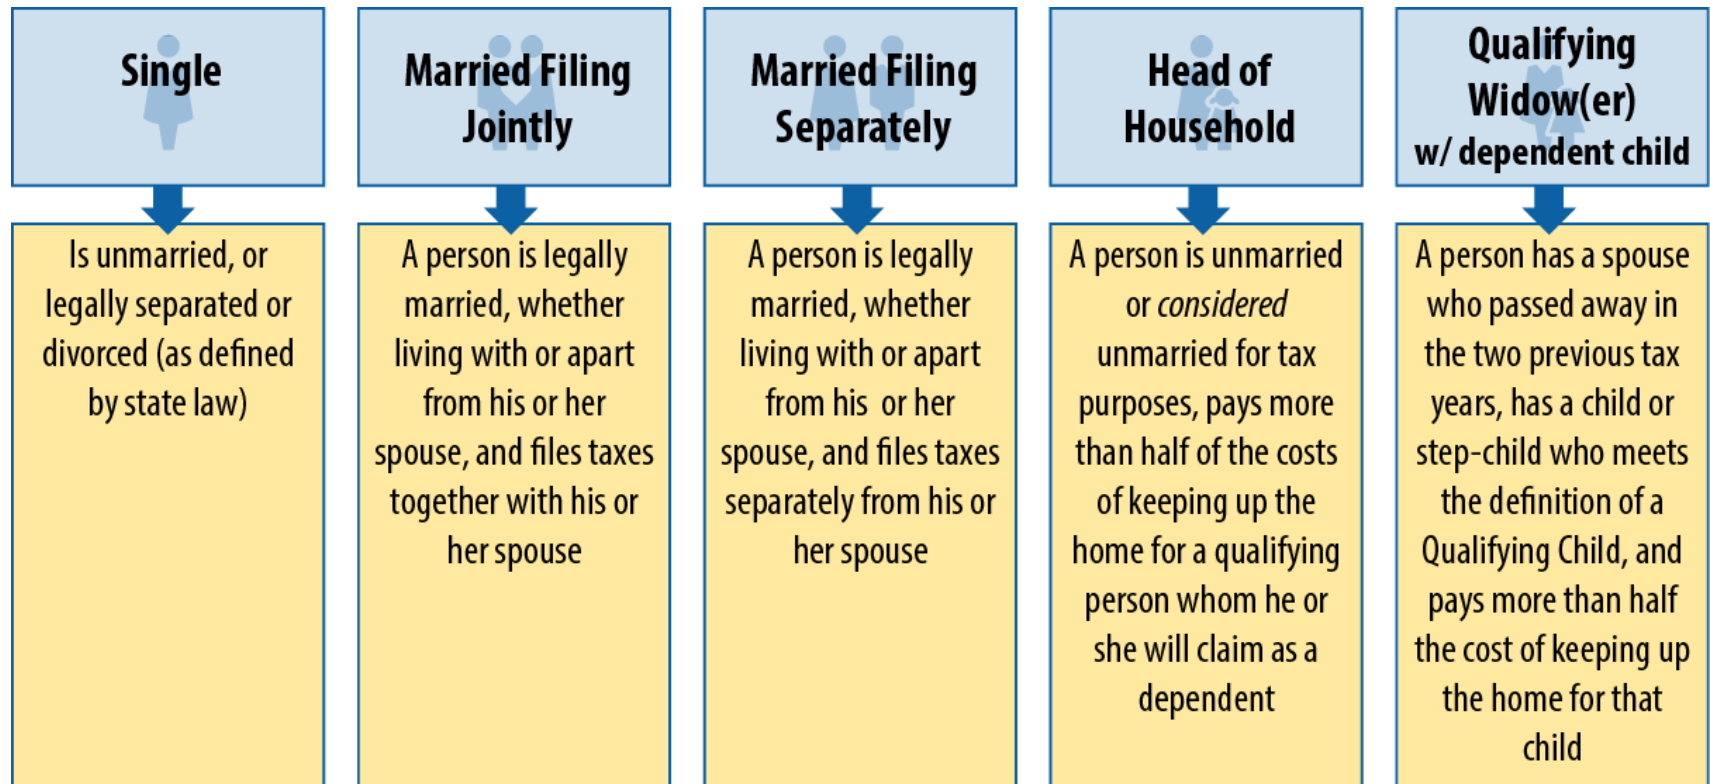 Single
Married Filing
Jointly
Married Filing
Separately
Head of
Household
Qualifying
Widow(er)
w/ dependent child
Is unmarried, or
legally separated or
divorced (as defined
by state law)
A person is legally
married, whether
living with or apart
from his or her
spouse, and files taxes
together with his or
her spouse
A person is legally
married, whether
living with or apart
from his or her
spouse, and files taxes
separately from his or
her spouse
A person is unmarried
or considered
unmarried for tax
purposes, pays more
than half of the costs
of keeping up the
home for a qualifying
person whom he or
she will claim as a
dependent
A person has a spouse
who passed away in
the two previous tax
years, has a child or
step-child who meets
the definition of a
Qualifying Child, and
pays more than half
the cost of keeping up
the home for that
child